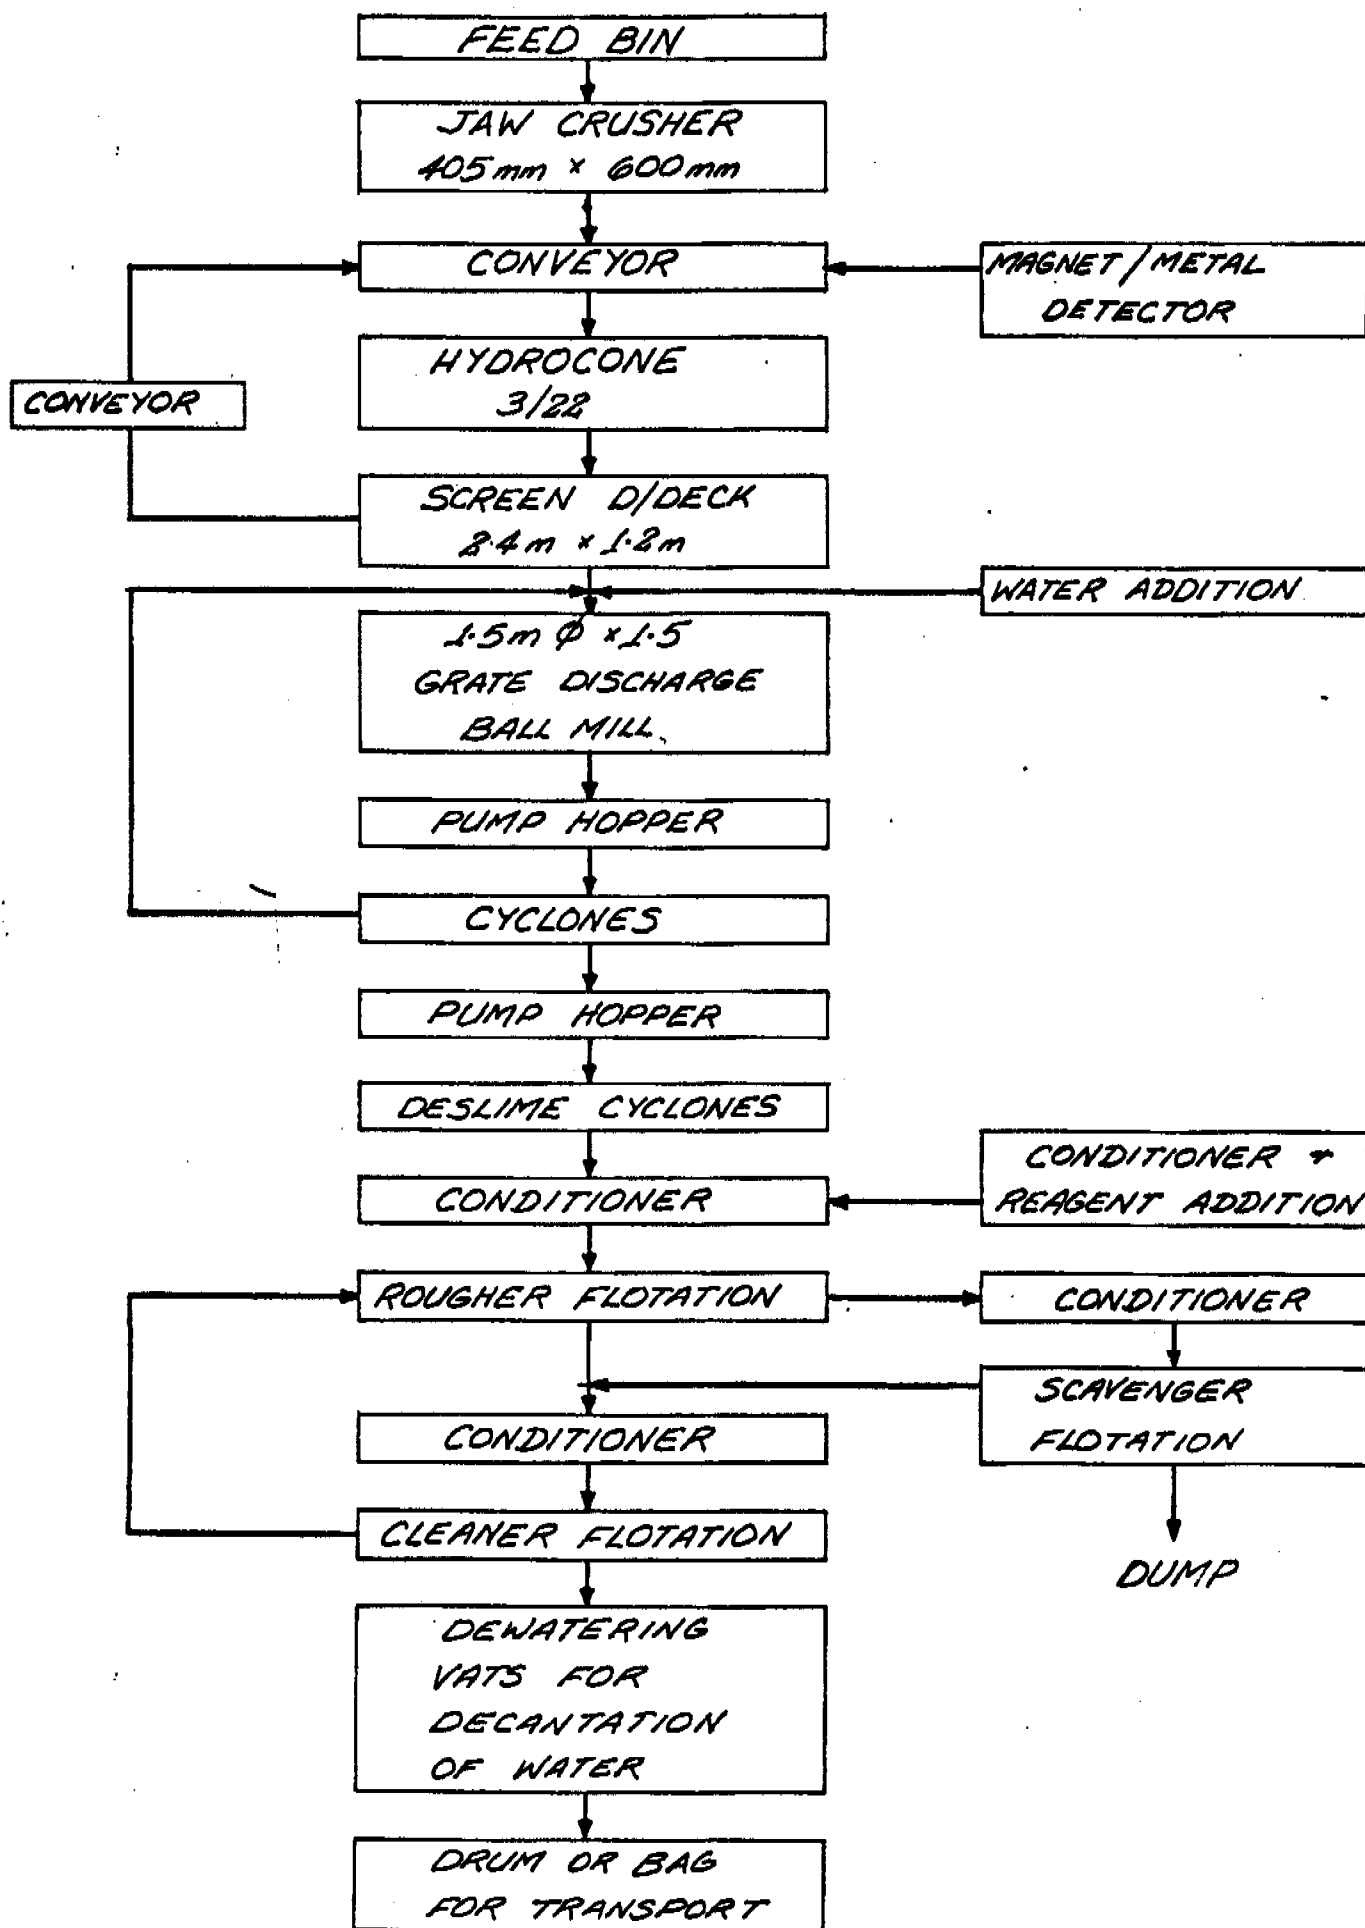 FEED BIN
JAW CRUSHER
405mm × 600mm
CONVEYOR
MAGNET/METAL
DETECTOR
HYDROCONE
3/22
CONVEYOR
SCREEN D/DECK
2.4m × 1.2m
WATER ADDITION
1.5m Ø × 1.5
GRATE DISCHARGE
BALL MILL
PUMP HOPPER
CYCLONES
PUMP HOPPER
DESLIME CYCLONES
CONDITIONER +
REAGENT ADDITION
CONDITIONER
ROUGHER FLOTATION
CONDITIONER
SCAVENGER
FLOTATION
CONDITIONER
CLEANER FLOTATION
DUMP
DEWATERING
VATS FOR
DECANTATION
OF WATER
DRUM OR BAG
FOR TRANSPORT